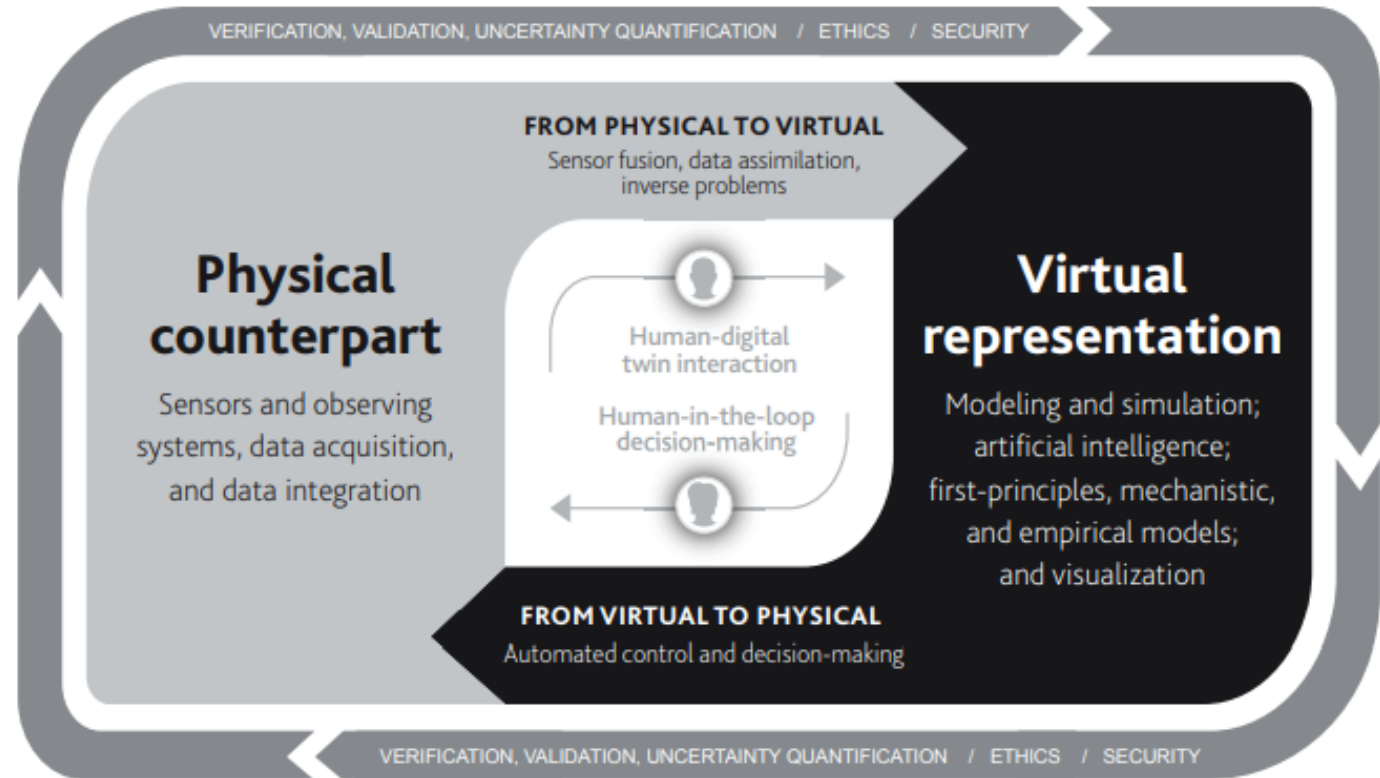 VERIFICATION, VALIDATION, UNCERTAINTY QUANTIFICATION / ETHICS / SECURITY
FROM PHYSICAL TO VIRTUAL
Sensor fusion, data assimilation,
inverse problems
Physical
counterpart
Sensors and observing
systems, data acquisition,
and data integration
Human-digital
twin interaction
Human-in-the-loop
decision-making
Virtual
representation
Modeling and simulation;
artificial intelligence;
first-principles, mechanistic,
and empirical models;
and visualization
FROM VIRTUAL TO PHYSICAL
Automated control and decision-making
VERIFICATION, VALIDATION, UNCERTAINTY QUANTIFICATION / ETHICS / SECURITY